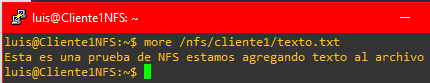 luis@Cliente1NFS: ~
luis@Cliente1NFS:~$ more /nfs/cliente1/texto.txt
Esta es una prueba de NFS estamos agregando texto al archivo
luis@Cliente1NFS:~$